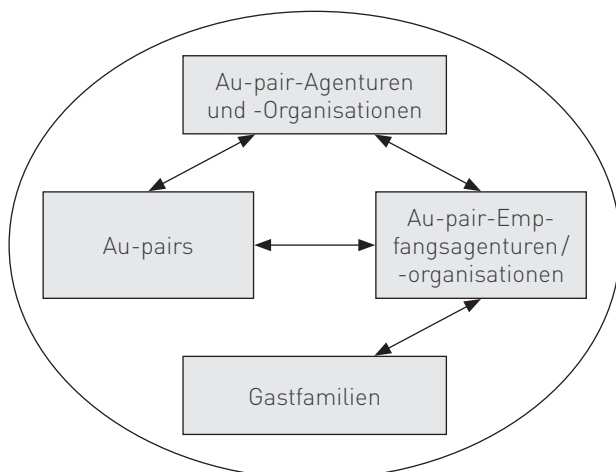 Au-pair-Agenturen
und -Organisationen
Au-pairs
Au-pair-Emp-
fangsagenturen/
-organisationen
Gastfamilien